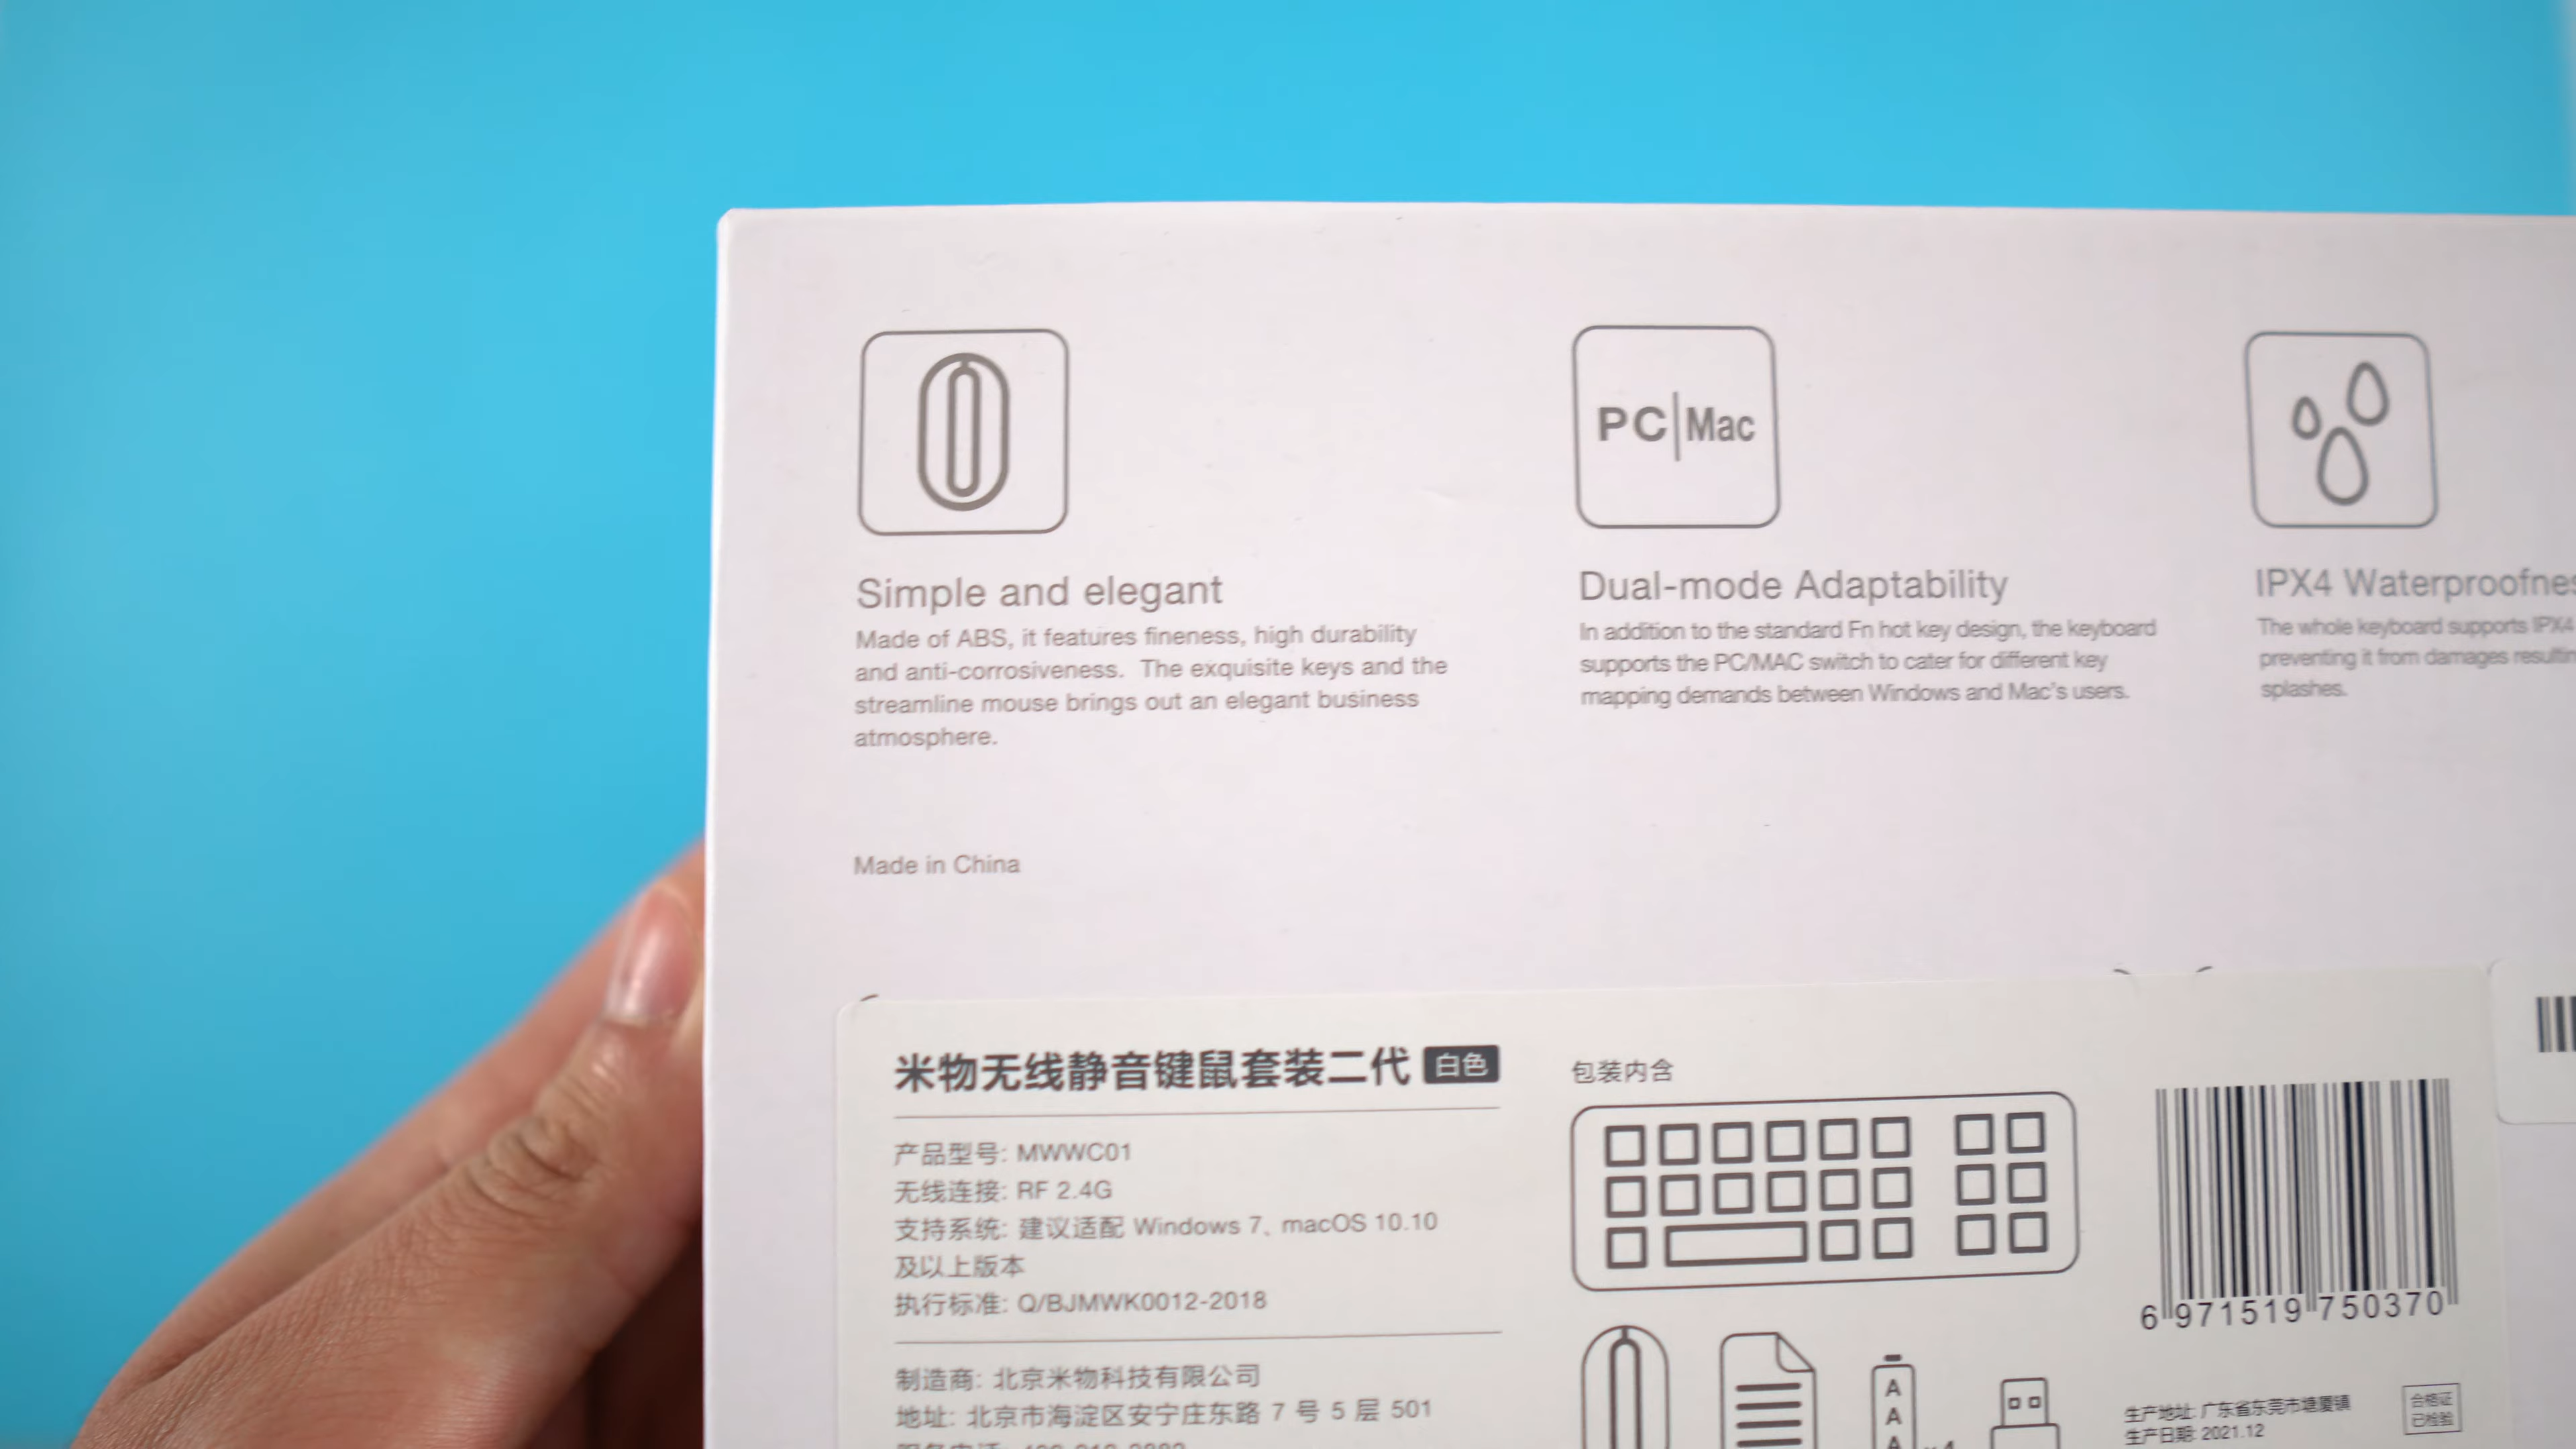 PC|Mac
Simple and elegant
Made of ABS, it features fineness, high durability
and anti-corrosiveness. The exquisite keys and the
streamline mouse brings out an elegant business
atmosphere.
Dual-mode Adaptability
In addition to the standard Fn hot key design, the keyboard
supports the PC/MAC switch to cater for different key
mapping demands between Windows and Mac's users.
IPX4
The whole keyboard supports IPX4
preventing it from damages
splashes.
Made in China
米物无线静音键鼠套装二代 白色
产品型号: MWWC01
无线连接: RF 2.4G
支持系统: 建议适配 Windows 7、macOS 10.10
及以上版本
执行标准: Q/BJMWK0012-2018
制造商: 北京米物科技有限公司
地址: 北京市海淀区安宁庄东路 7 号 5 层 501
包装内含
A
A
A
6 971519 750370
生产地址: 广东省东莞市塘厦镇
生产日期: 2021.12
合格证
已检验